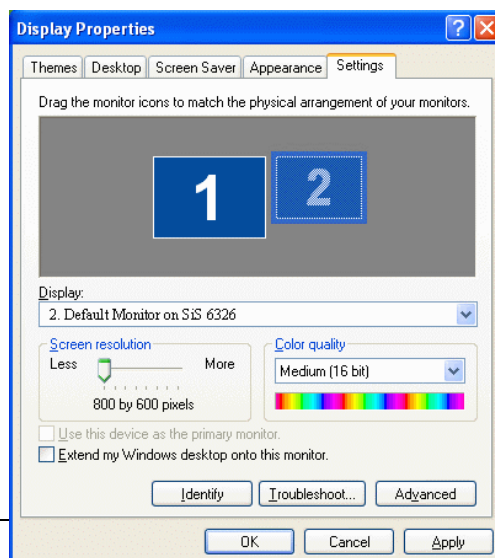 Display Properties
Themes Desktop Screen Saver Appearance Settings
Drag the monitor icons to match the physical arrangement of your monitors.
1 2
Display:
2. Default Monitor on SiS 6326
Screen resolution Color quality
Less More Medium (16 bit)
800 by 600 pixels
Use this device as the primary monitor.
Extend my Windows desktop onto this monitor.
Identify Troubleshoot... Advanced
OK Cancel Apply